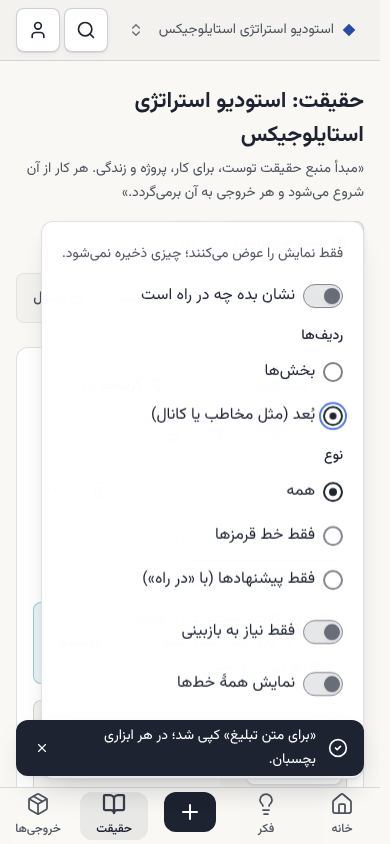 استودیو استراتژی استایلوجیکس
حقیقت: استودیو استراتژی
استایلوجیکس
«مبدأ منبع حقیقت توست، برای کار، پروژه و زندگی. هر کار از آن
شروع می‌شود و هر خروجی به آن برمی‌گردد.»
فقط نمایش را عوض می‌کنند؛ چیزی ذخیره نمی‌شود.
نشان بده چه در راه است
ردیف‌ها
بخش‌ها
بُعد (مثل مخاطب یا کانال)
نوع
همه
فقط خط قرمزها
فقط پیشنهادها (با «در راه»)
فقط نیاز به بازبینی
نمایش همهٔ خط‌ها
«برای متن تبلیغ» کپی شد؛ در هر ابزاری
بچسبان.
خانه
فکر
حقیقت
خروجی‌ها